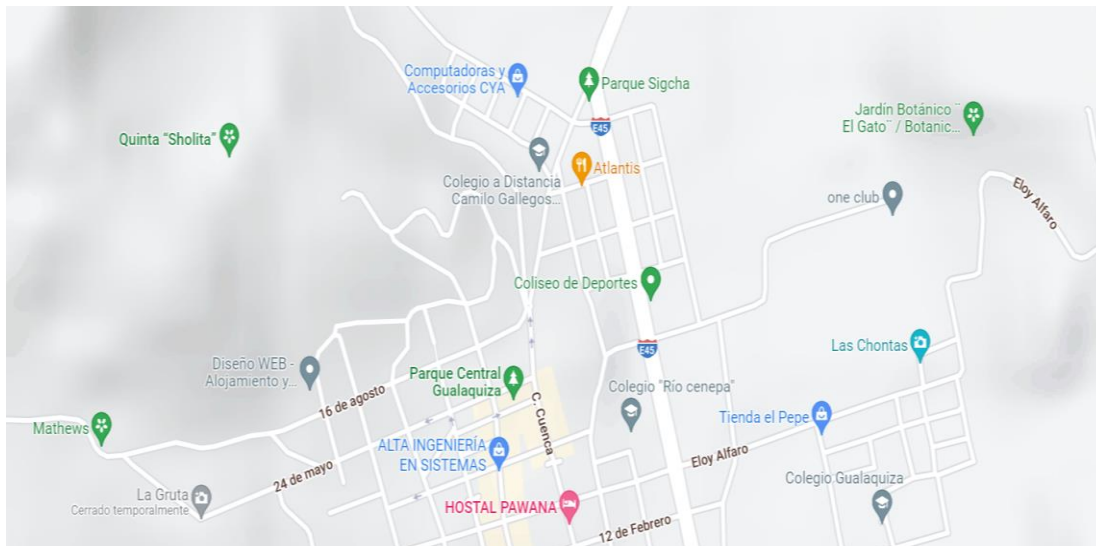 Computadoras y
Accesorios CYA
Parque Sigcha
Jardín Botánico ¨
El Gato¨ / Botanic...
Quinta "Sholita"
E45
Atlantis
Colegio a Distancia
Camilo Gallegos...
one club
Eloy Alfaro
Coliseo de Deportes
E45
Las Chontas
Diseño WEB -
Alojamiento y...
Parque Central
Gualaquiza
16 de agosto
C. Cuenca
Colegio "Río cenepa"
Tienda el Pepe
Mathews
ALTA INGENIERÍA
EN SISTEMAS
24 de mayo
Eloy Alfaro
Colegio Gualaquiza
La Gruta
Cerrado temporalmente
HOSTAL PAWANA
12 de Febrero